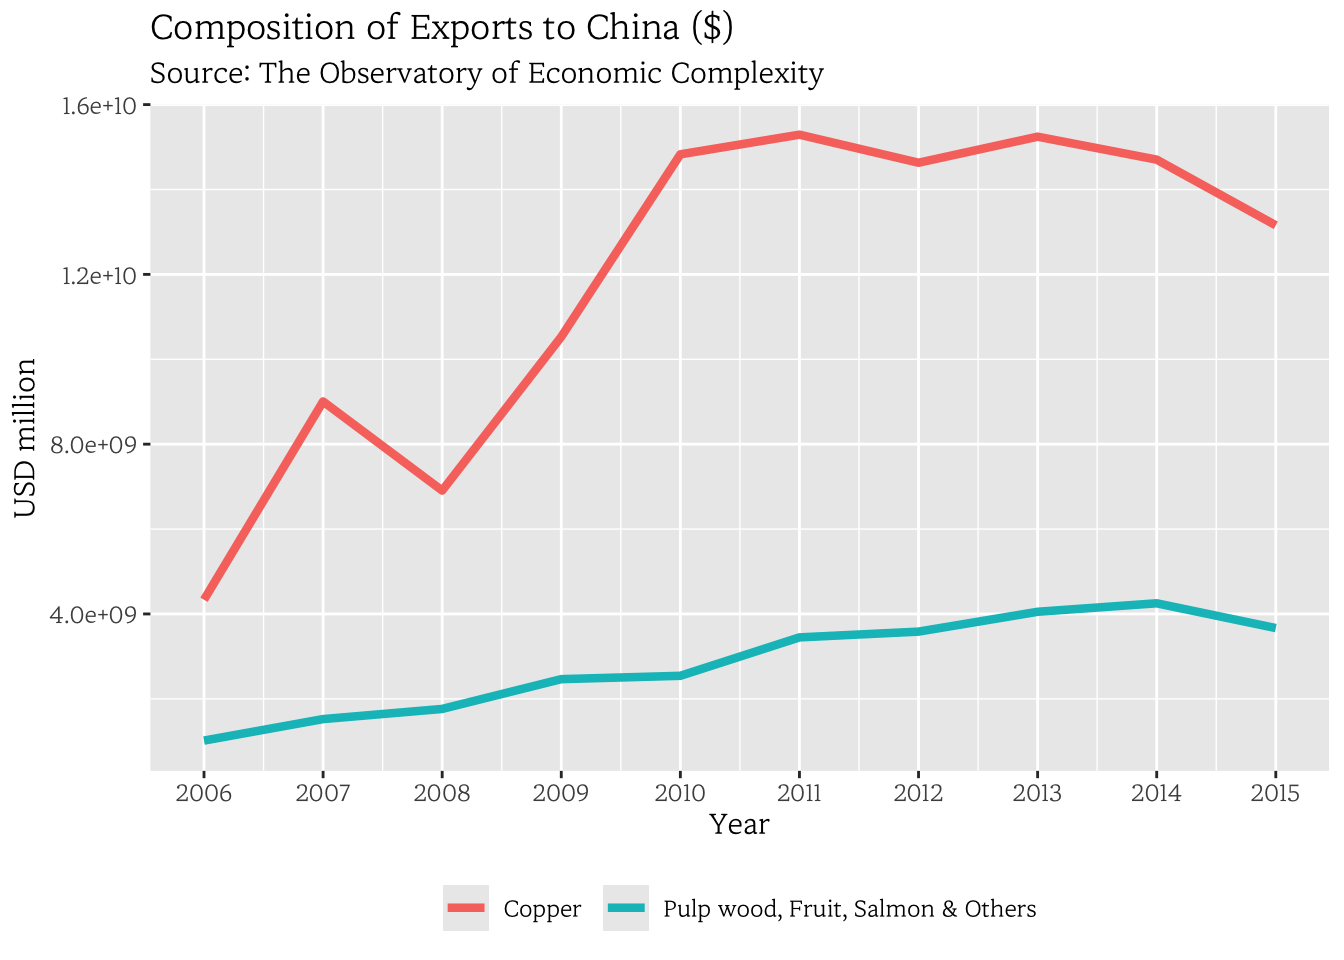 Composition of Exports to China ($)
Source: The Observatory of Economic Complexity
1.6e+10
1.2e+10
8.0e+09
4.0e+09
USD million
2006 2007 2008 2009 2010 2011 2012 2013 2014 2015
Year
Copper Pulp wood, Fruit, Salmon & Others